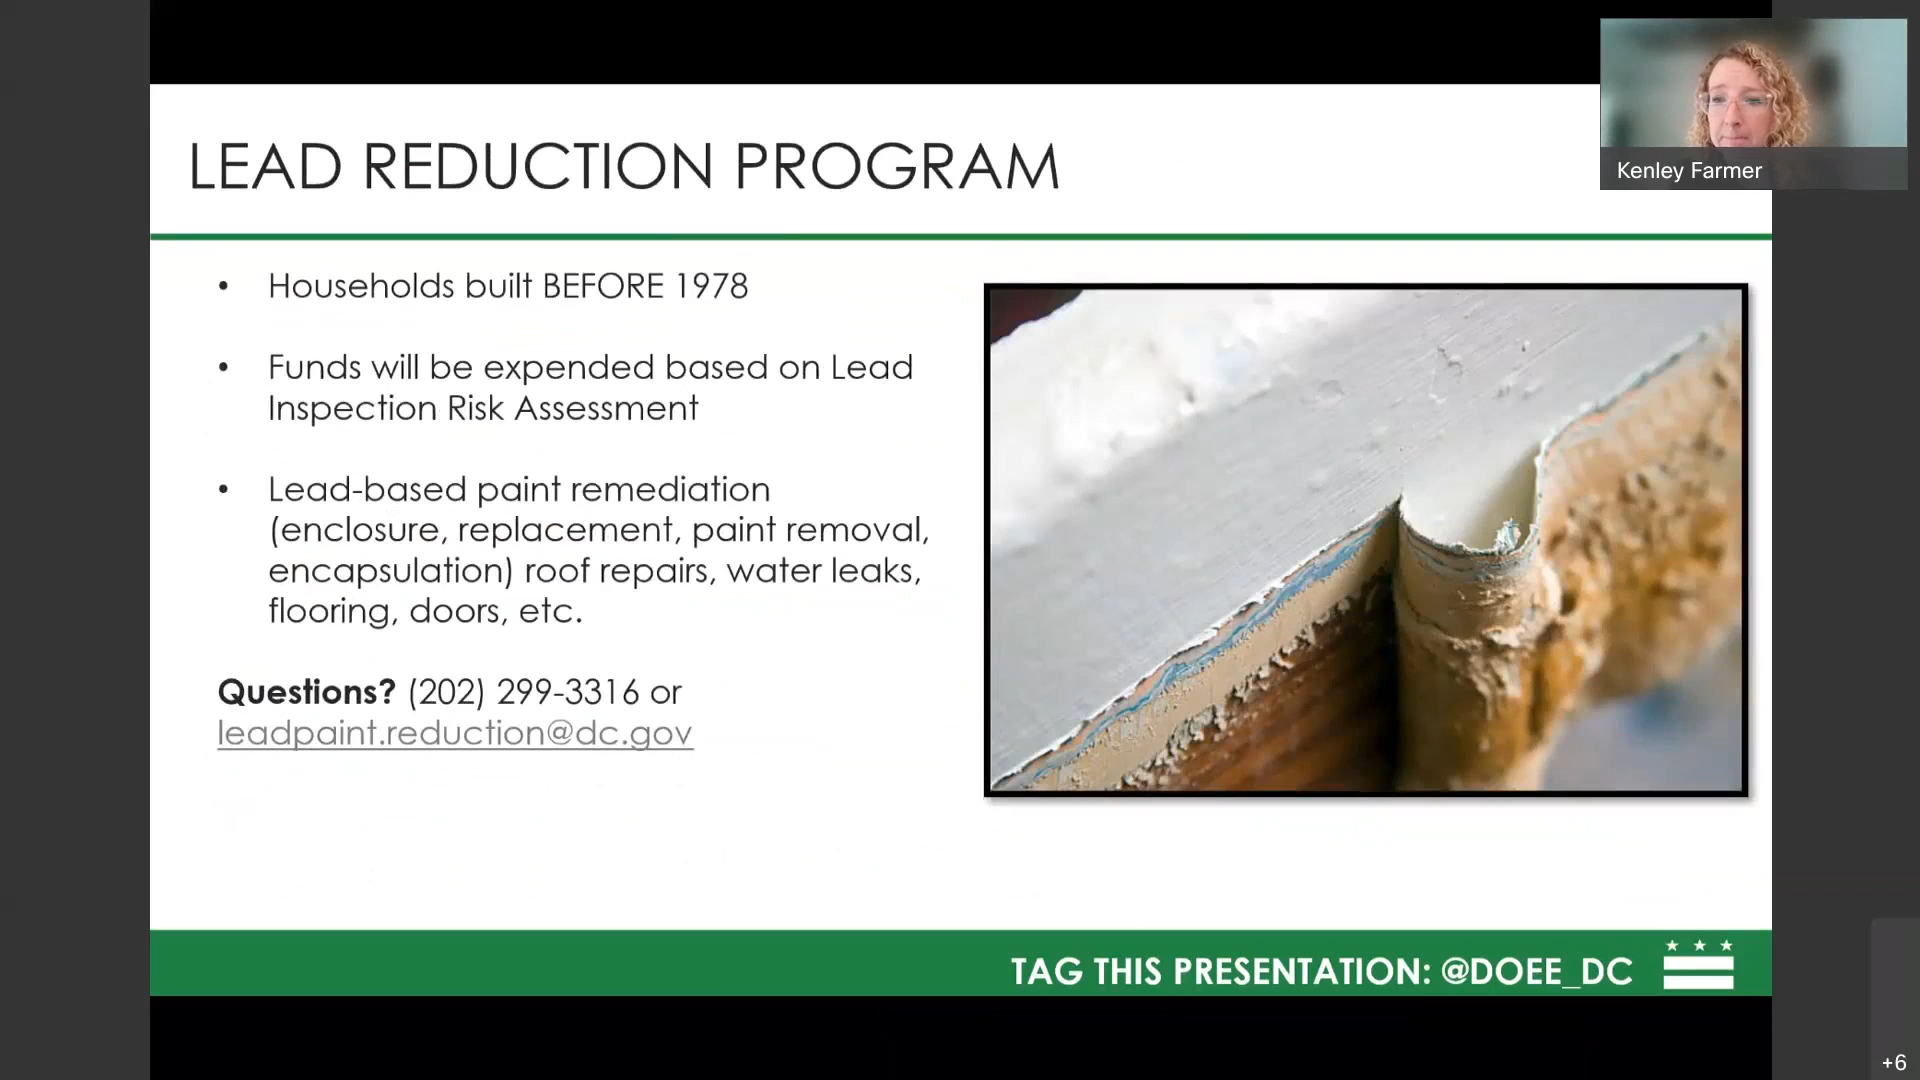 LEAD REDUCTION PROGRAM
Kenley Farmer
• Households built BEFORE 1978
• Funds will be expended based on Lead
Inspection Risk Assessment
• Lead-based paint remediation
(enclosure, replacement, paint removal,
encapsulation) roof repairs, water leaks,
flooring, doors, etc.
Questions? (202) 299-3316 or
leadpaint.reduction@dc.gov
TAG THIS PRESENTATION: @DOEE_DC
+6